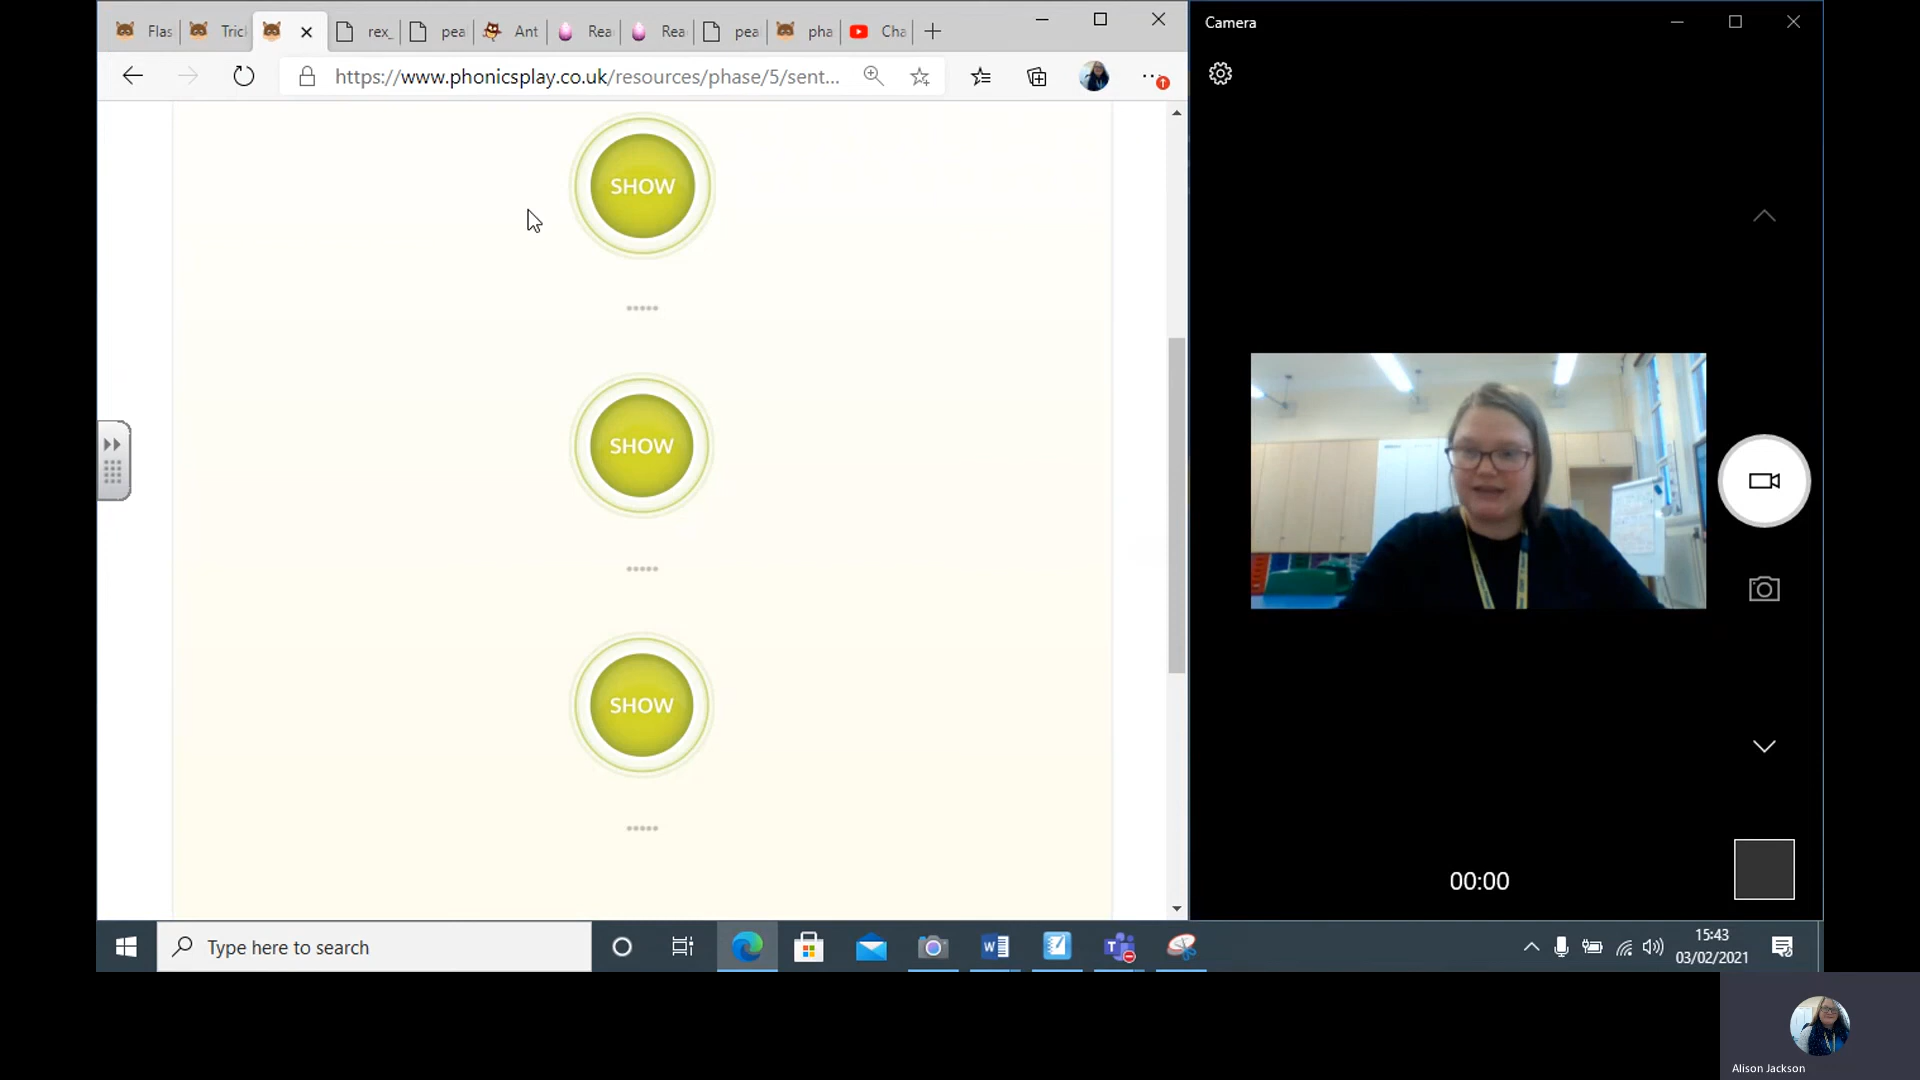 Flas
Tric
rex_
pea
Ant
Rea
Rea
pea
pha
Cha
https://www.phonicsplay.co.uk/resources/phase/5/sent...
Camera
SHOW
SHOW
SHOW
00:00
Type here to search
15:43
03/02/2021
Alison Jackson